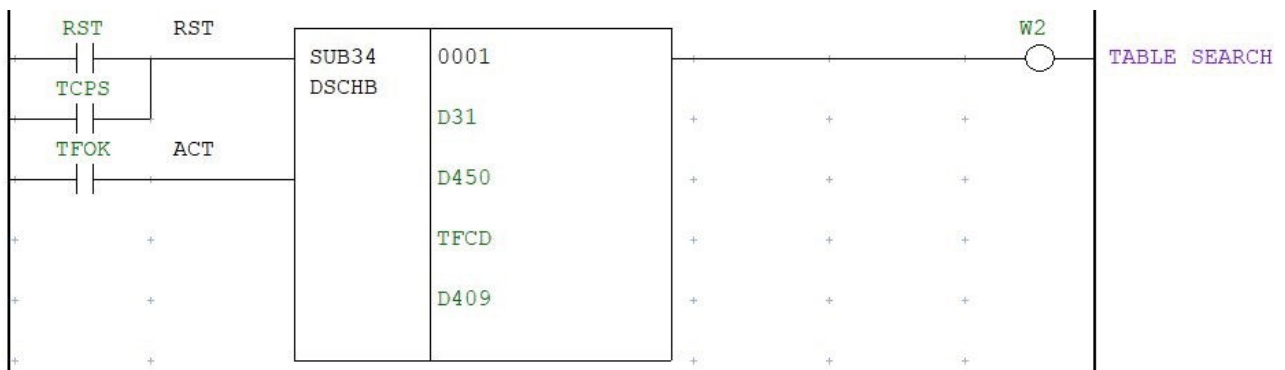 RST RST W2
SUB34 0001 TABLE SEARCH
TCPS DSCHB
D31
TFOK ACT
D450
TFCD
D409